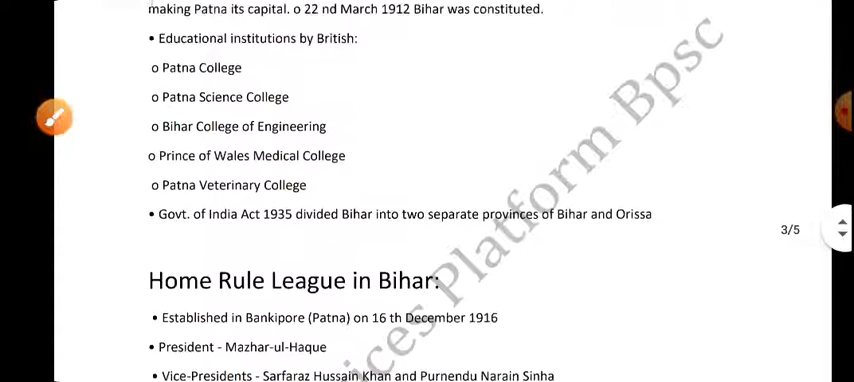 making Patna its capital. o 22 nd March 1912 Bihar was constituted.
• Educational institutions by British:
o Patna College
o Patna Science College
o Bihar College of Engineering
o Prince of Wales Medical College
o Patna Veterinary College
• Govt. of India Act 1935 divided Bihar into two separate provinces of Bihar and Orissa
3/5
Home Rule League in Bihar:
• Established in Bankipore (Patna) on 16 th December 1916
• President - Mazhar-ul-Haque
• Vice-Presidents - Sarfaraz Hussain Khan and Purnendu Narain Sinha
ices Platform Bpsc